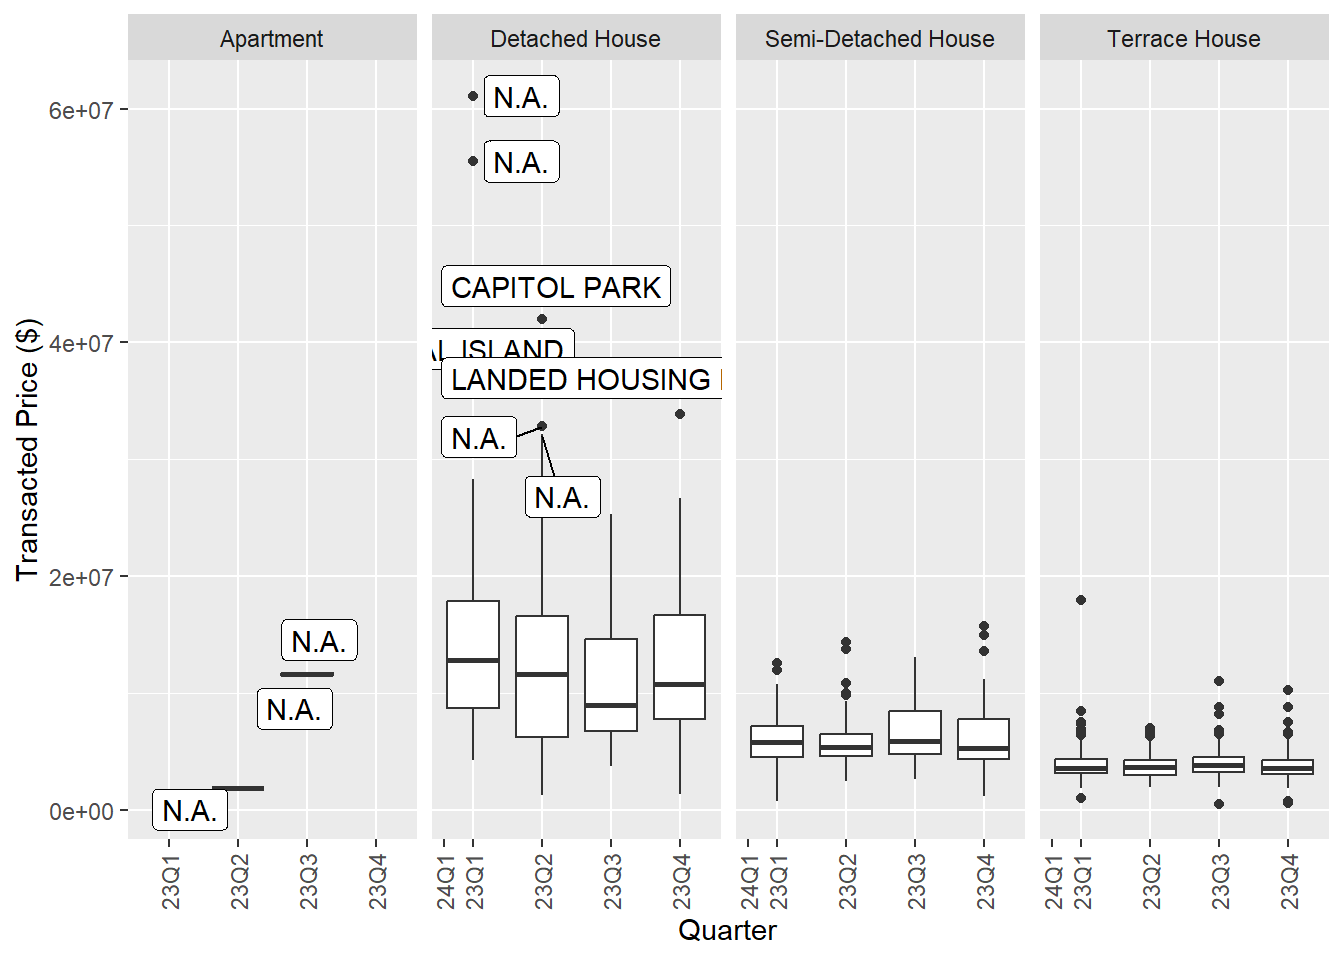 Apartment
Detached House
Semi-Detached House
Terrace House
Transacted Price ($)
6e+07
4e+07
2e+07
0e+00
N.A.
N.A.
N.A.
N.A.
N.A.
CAPITOL PARK
ISLAND
LANDED HOUSING
N.A.
N.A.
23Q1
23Q2
23Q3
23Q4
24Q1
23Q1
23Q2
23Q3
23Q4
24Q1
23Q1
23Q2
23Q3
23Q4
24Q1
23Q1
23Q2
23Q3
23Q4
Quarter